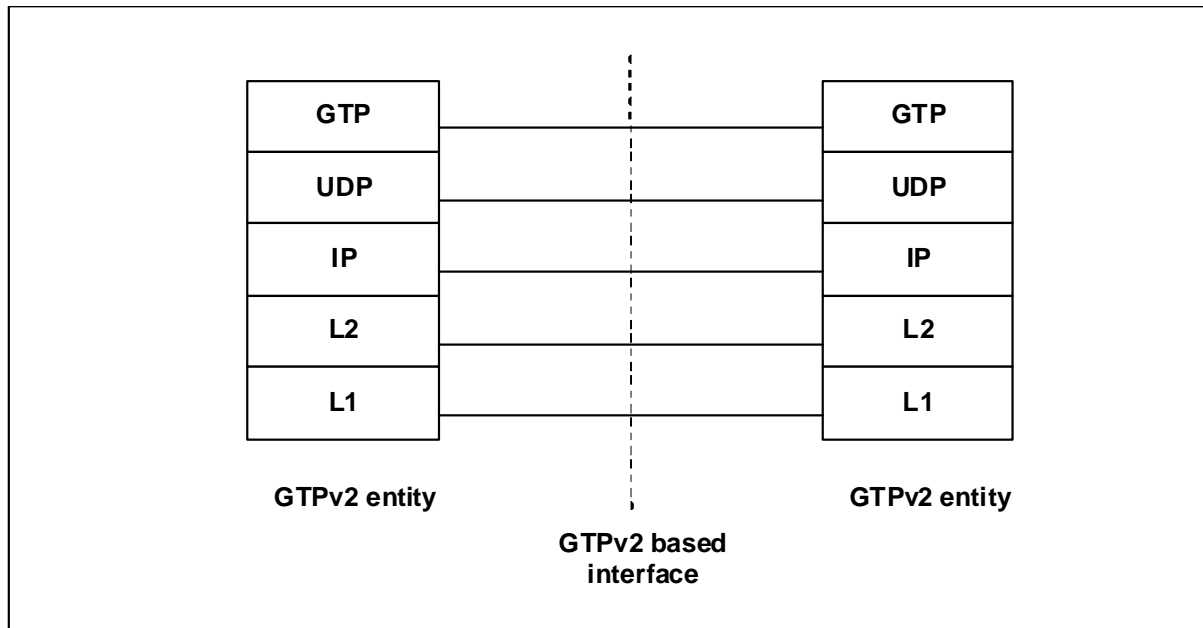 GTP
GTP
UDP
UDP
IP
IP
L2
L2
L1
L1
GTPv2 entity
GTPv2 entity
GTPv2 based
interface